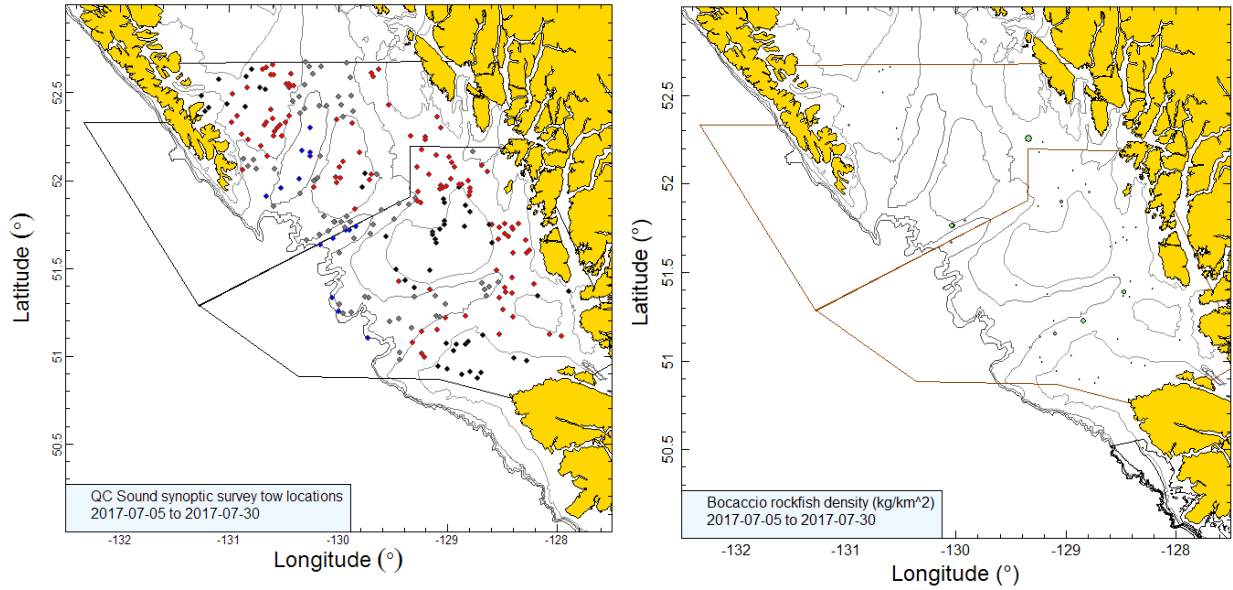 52.5
52
51.5
51
50.5
Latitude (°)
QC Sound synoptic survey tow locations
2017-07-05 to 2017-07-30
-132
-131
-130
-129
-128
Longitude (°)
52.5
52
51.5
51
50.5
Latitude (°)
Bocaccio rockfish density (kg/km^2)
2017-07-05 to 2017-07-30
-132
-131
-130
-129
-128
Longitude (°)